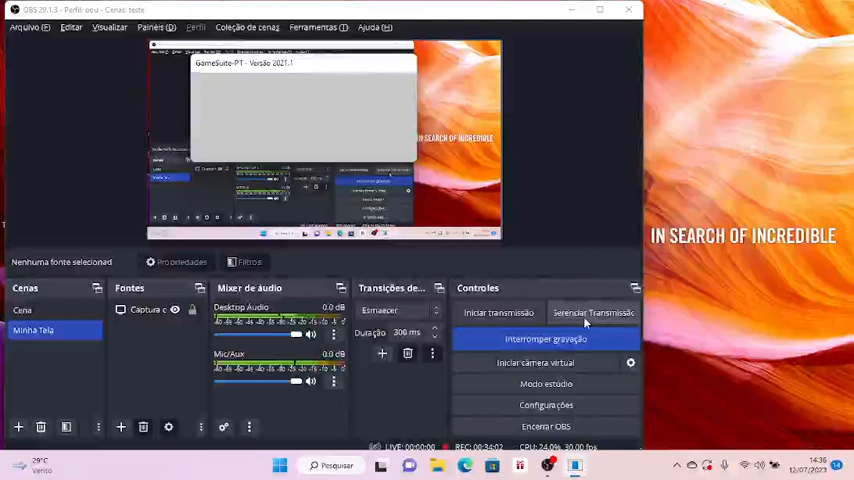 OBS 29.1.3 - Perfil: oou - Cenas: teste
Arquivo (F) Editar Visualizar Painéis (D) Perfil Coleção de cenas Ferramentas (T) Ajuda (H)
GameSuite-PT - Versão 2021.1
IN SEARCH OF INCREDIBLE
IN SEARCH OF INCREDIBLE
Nenhuma fonte selecionad Propriedades Filtros
Cenas Fontes Mixer de áudio Transições de... Controles
Cena
Minha Tela
Captura c
Desktop Áudio 0.0 dB
Mic/Aux 0.0 dB
Esmaecer
Duração 300 ms
Iniciar transmissão Gerenciar Transmissão
Interromper gravação
Iniciar câmera virtual
Modo estúdio
Configurações
Encerrar OBS
LIVE: 00:00:00 REC: 00:34:02 CPU: 24.0%, 30.00 fps
29°C
Vento
Pesquisar
14:36
12/07/2023
14